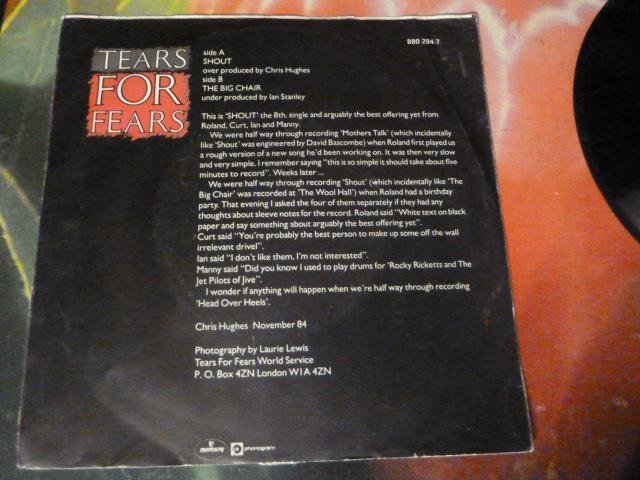 TEARS
FOR
FEARS
880 294-7
side A
SHOUT
over produced by Chris Hughes
side B
THE BIG CHAIR
under produced by Ian Stanley
This is 'SHOUT' the 8th. single and arguably the best offering yet from
Roland, Curt, Ian and Manny.
We were half way through recording 'Mothers Talk' (which incidentally
like 'Shout' was engineered by David Bascombe) when Roland first played us
a rough version of a new song he'd been working on. It was then very slow
and very simple. I remember saying "this is so simple it should take about five
minutes to record". Weeks later ...
We were half way through recording 'Shout' (which incidentally like 'The
Big Chair' was recorded at 'The Wool Hall') when Roland had a birthday
party. That evening I asked the four of them separately if they had any
thoughts about sleeve notes for the record. Roland said "White text on black
paper and say something about arguably the best offering yet".
Curt said "You're probably the best person to make up some off the wall
irrelevant drivel".
Ian said "I don't like them, I'm not interested".
Manny said "Did you know I used to play drums for 'Rocky Ricketts and The
Jet Pilots of Jive".
I wonder if anything will happen when we're half way through recording
'Head Over Heels'.
Chris Hughes November 84
Photography by Laurie Lewis
Tears For Fears World Service
P. O. Box 4ZN London W1A 4ZN
mercury
phonogram